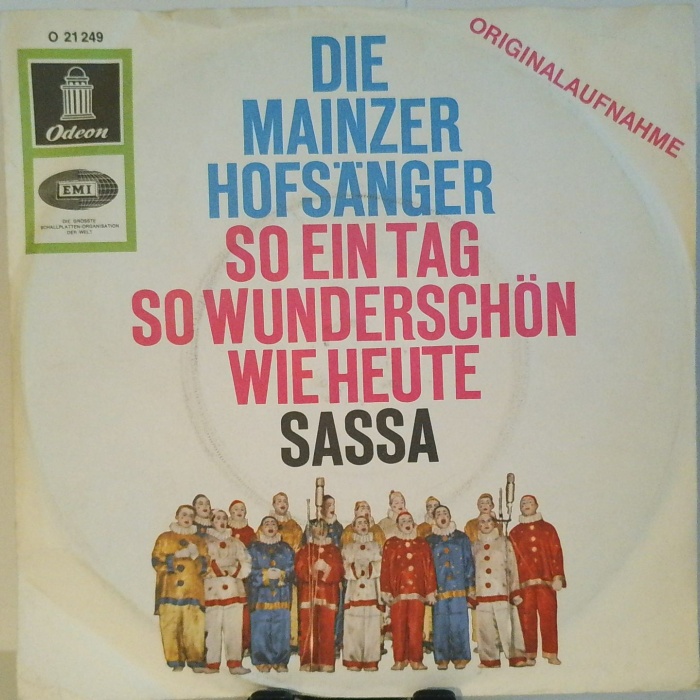 O 21 249
ORIGINALAUFNAHME
Odeon
EMI
DIE GRÖSSTE
SCHALLPLATTEN-ORGANISATION
DER WELT
DIE
MAINZER
HOFSÄNGER
SO EIN TAG
SO WUNDERSCHÖN
WIE HEUTE
SASSA